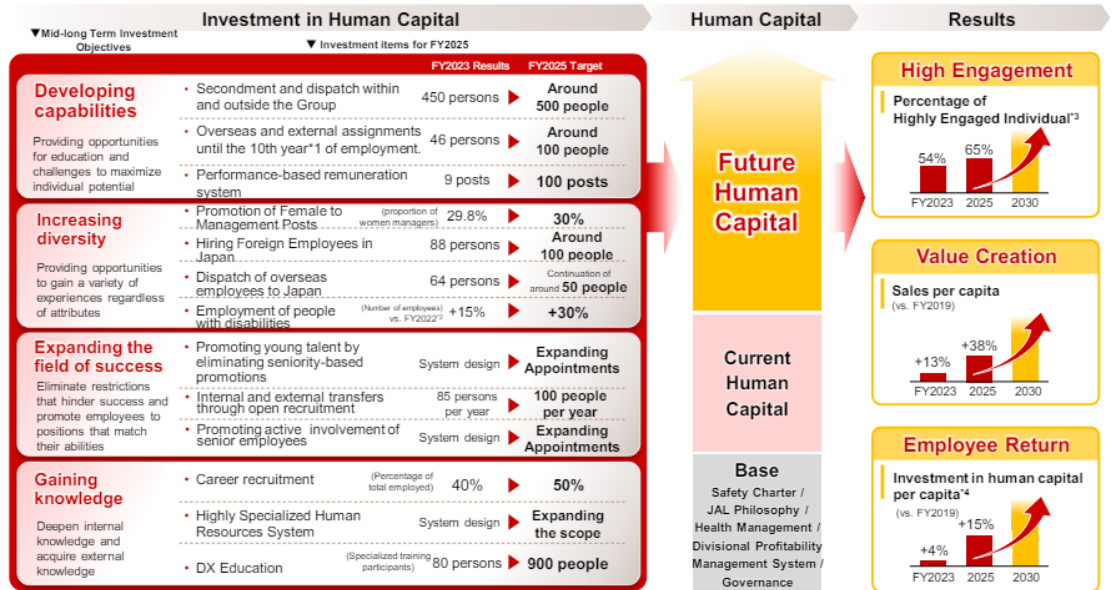 Investment in Human Capital
Human Capital
Results
▼Mid-long Term Investment
Objectives
▼ Investment items for FY2025
FY2023 Results
FY2025 Target
Developing
capabilities
Providing opportunities
for education and
challenges to maximize
individual potential
• Secondment and dispatch within
and outside the Group
450 persons
Around
500 people
• Overseas and external assignments
until the 10th year*1 of employment.
46 persons
Around
100 people
• Performance-based remuneration
system
9 posts
100 posts
Increasing
diversity
Providing opportunities
to gain a variety of
experiences regardless
of attributes
• Promotion of Female to
Management Posts
(proportion of
women managers)
29.8%
30%
• Hiring Foreign Employees in
Japan
88 persons
Around
100 people
• Dispatch of overseas
employees to Japan
64 persons
Continuation of
around 50 people
• Employment of people
with disabilities
(Number of employees)
vs. FY2022*2
+15%
+30%
Expanding the
field of success
Eliminate restrictions
that hinder success and
promote employees to
positions that match
their abilities
• Promoting young talent by
eliminating seniority-based
promotions
System design
Expanding
Appointments
• Internal and external transfers
through open recruitment
85 persons
per year
100 people
per year
• Promoting active involvement of
senior employees
System design
Expanding
Appointments
Gaining
knowledge
Deepen internal
knowledge and
acquire external
knowledge
• Career recruitment
(Percentage of
total employed)
40%
50%
• Highly Specialized Human
Resources System
System design
Expanding
the scope
• DX Education
(Specialized training
participants)
80 persons
900 people
Future
Human
Capital
Current
Human
Capital
Base
Safety Charter /
JAL Philosophy /
Health Management /
Divisional Profitability
Management System /
Governance
High Engagement
Percentage of
Highly Engaged Individual*3
54%
65%
FY2023
2025
2030
Value Creation
Sales per capita
(vs. FY2019)
+13%
+38%
FY2023
2025
2030
Employee Return
Investment in human capital
per capita*4
(vs. FY2019)
+4%
+15%
FY2023
2025
2030